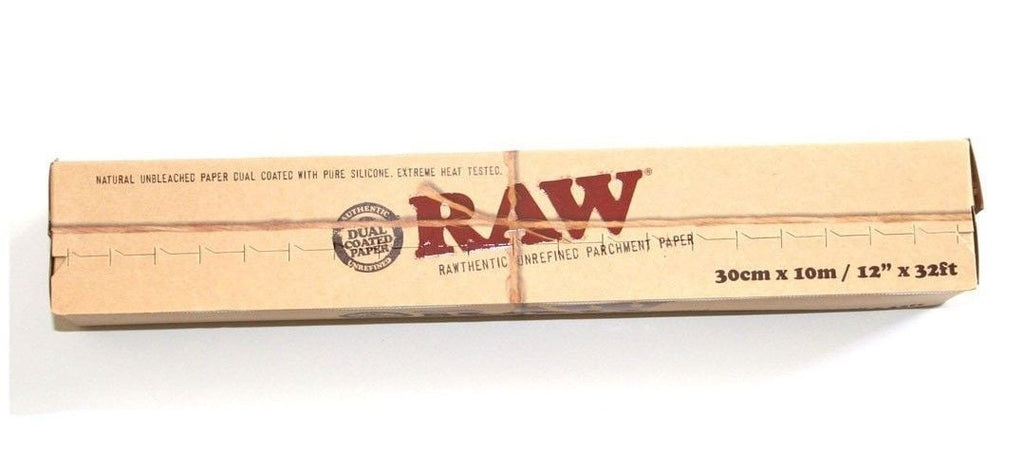 NATURAL UNBLEACHED PAPER DUAL COATED WITH PURE SILICONE. EXTREME HEAT TESTED.
AUTHENTIC
DUAL
COATED
PAPER
UNREFINED
RAW®
RAWTHENTIC UNREFINED PARCHMENT PAPER
30cm x 10m / 12” x 32ft